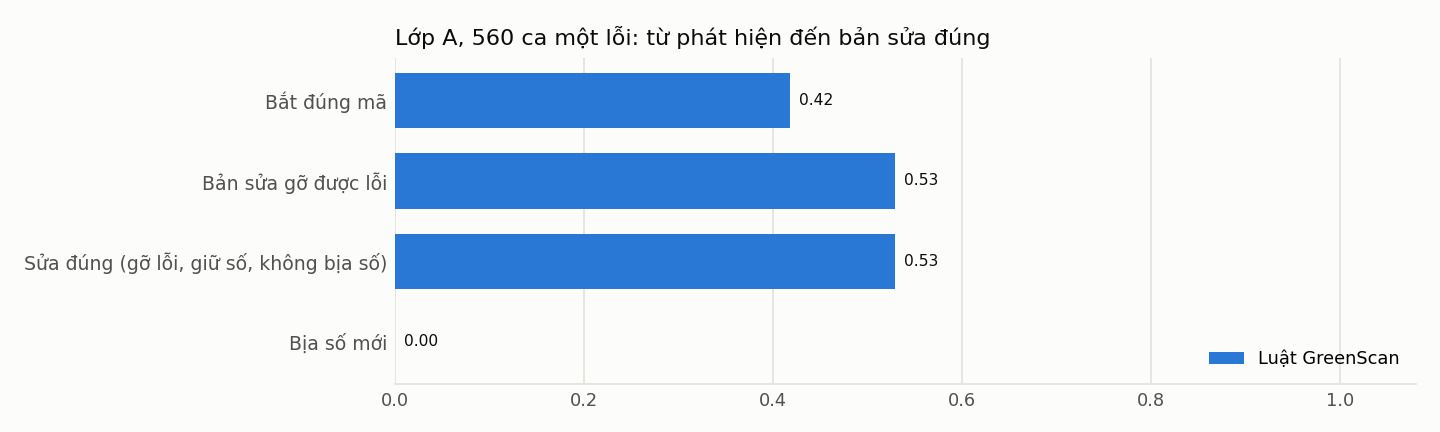 Lớp A, 560 ca một lỗi: từ phát hiện đến bản sửa đúng
Bắt đúng mã
0.42
Bản sửa gỡ được lỗi
0.53
Sửa đúng (gỡ lỗi, giữ số, không bịa số)
0.53
Bịa số mới
0.00
Luật GreenScan
0.0 0.2 0.4 0.6 0.8 1.0